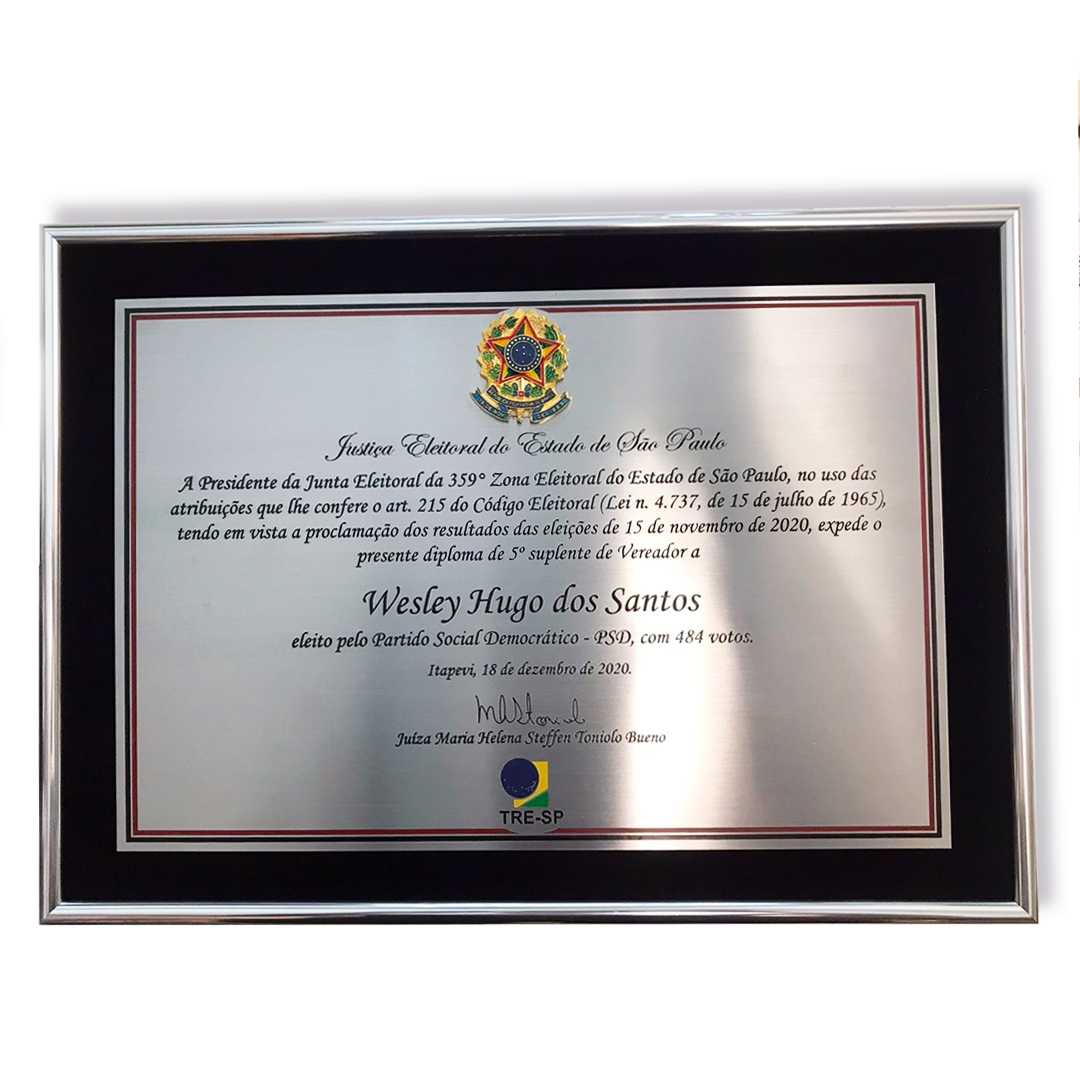 Justiça Eleitoral do Estado de São Paulo
A Presidente da Junta Eleitoral da 359° Zona Eleitoral do Estado de São Paulo, no uso das
atribuições que lhe confere o art. 215 do Código Eleitoral (Lei n. 4.737, de 15 de julho de 1965),
tendo em vista a proclamação dos resultados das eleições de 15 de novembro de 2020, expede o
presente diploma de 5º suplente de Vereador a
Wesley Hugo dos Santos
eleito pelo Partido Social Democrático - PSD, com 484 votos.
Itapevi, 18 de dezembro de 2020.
Juíza Maria Helena Steffen Toniolo Bueno
TRE-SP